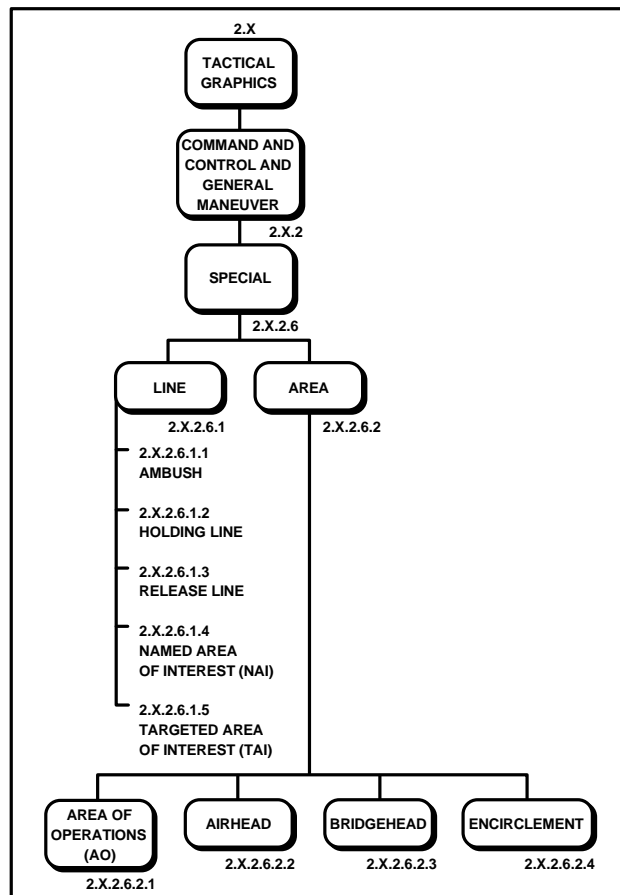 2.X
TACTICAL
GRAPHICS
COMMAND AND
CONTROL AND
GENERAL
MANEUVER
2.X.2
SPECIAL
2.X.2.6
LINE
2.X.2.6.1
AREA
2.X.2.6.2
2.X.2.6.1.1
AMBUSH
2.X.2.6.1.2
HOLDING LINE
2.X.2.6.1.3
RELEASE LINE
2.X.2.6.1.4
NAMED AREA
OF INTEREST (NAI)
2.X.2.6.1.5
TARGETED AREA
OF INTEREST (TAI)
AREA OF
OPERATIONS
(AO)
2.X.2.6.2.1
AIRHEAD
2.X.2.6.2.2
BRIDGEHEAD
2.X.2.6.2.3
ENCIRCLEMENT
2.X.2.6.2.4